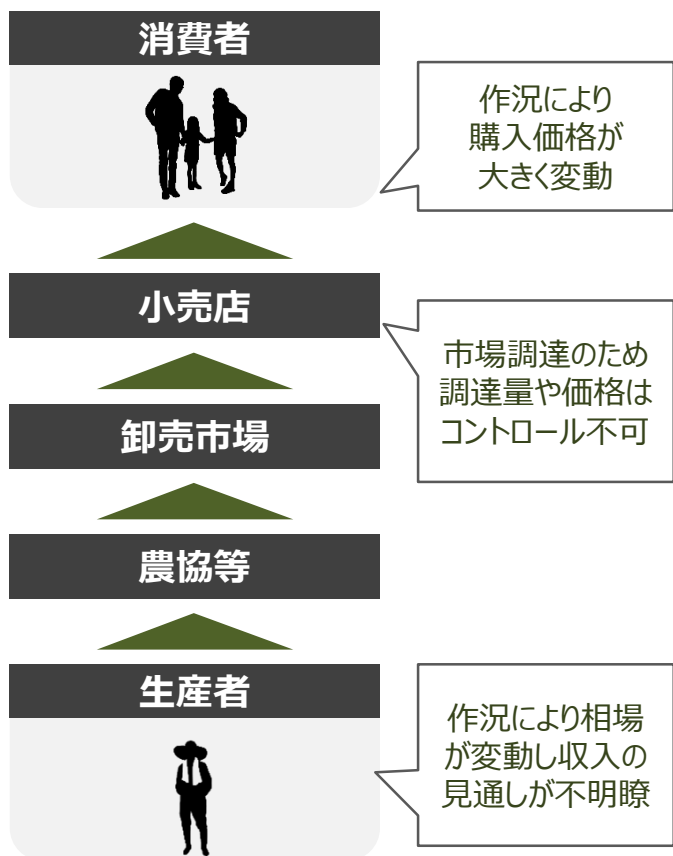 消費者
作況により
購入価格が
大きく変動
小売店
市場調達のため
調達量や価格は
コントロール不可
卸売市場
農協等
生産者
作況により相場
が変動し収入の
見通しが不明瞭